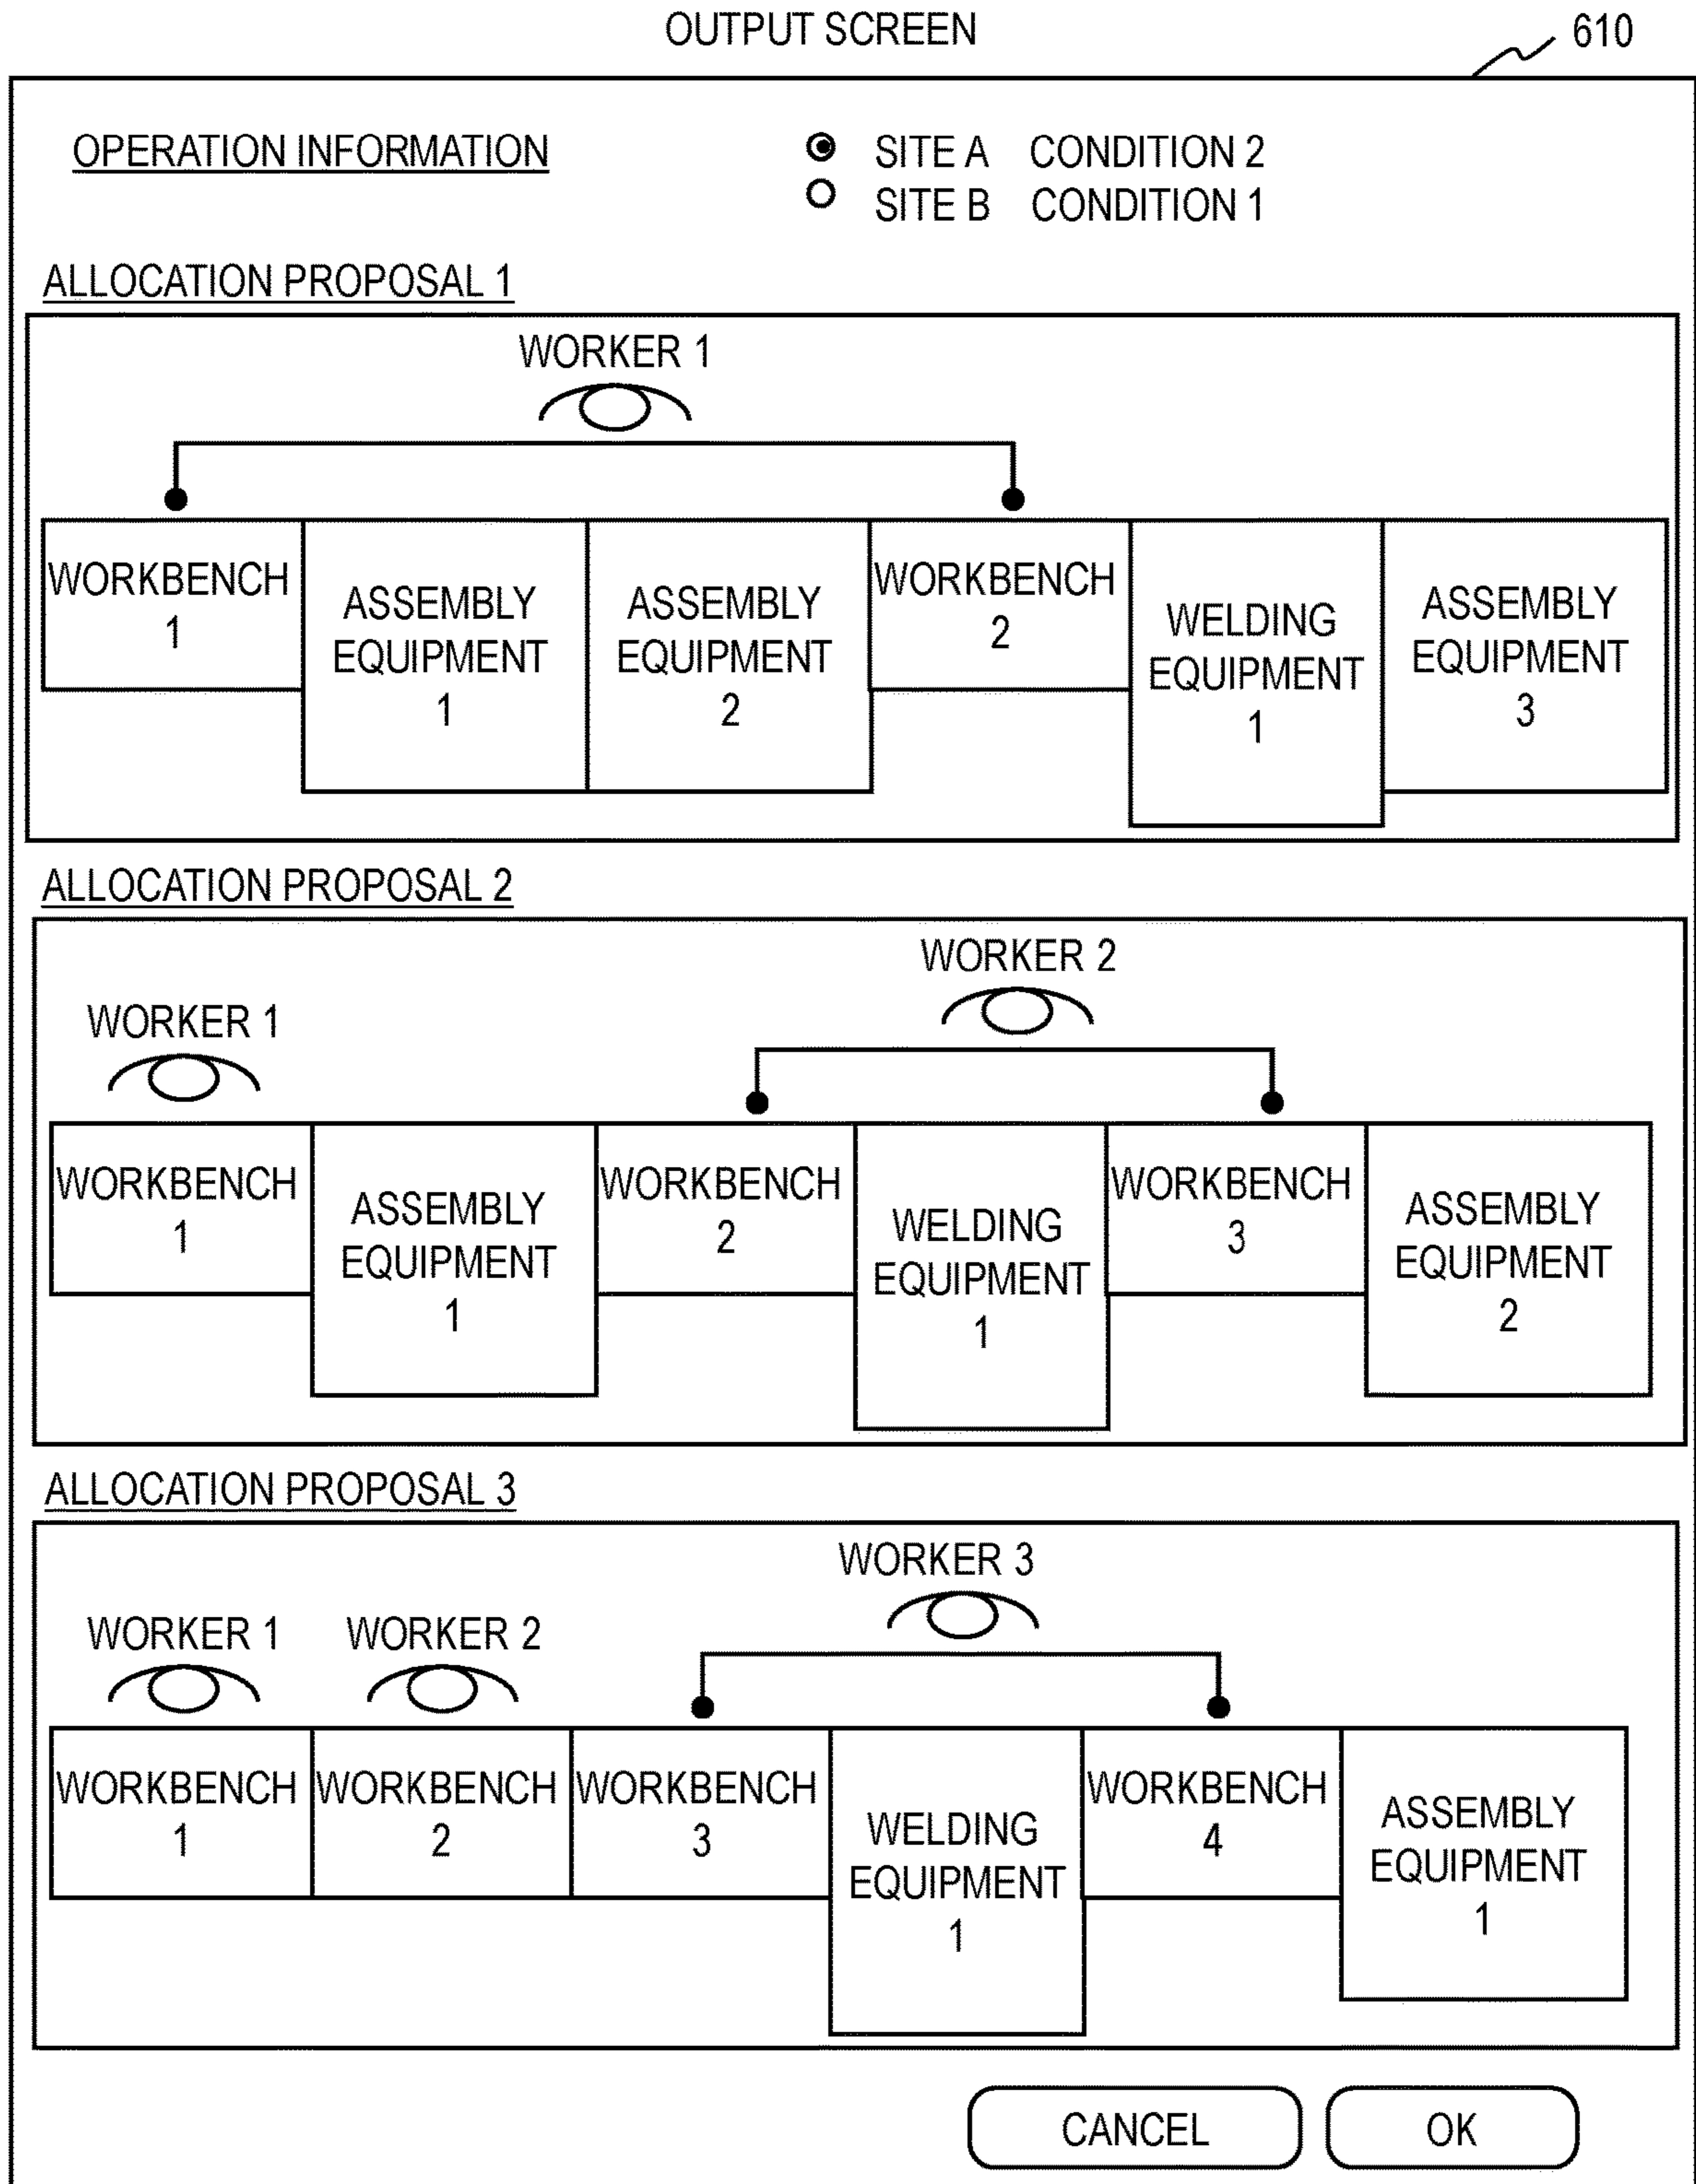 OUTPUT SCREEN
610
OPERATION INFORMATION
SITE A CONDITION 2
SITE B CONDITION 1
ALLOCATION PROPOSAL 1
WORKER 1
WORKBENCH
1
ASSEMBLY
EQUIPMENT
1
ASSEMBLY
EQUIPMENT
2
WORKBENCH
2
WELDING
EQUIPMENT
1
ASSEMBLY
EQUIPMENT
3
ALLOCATION PROPOSAL 2
WORKER 1
WORKER 2
WORKBENCH
1
ASSEMBLY
EQUIPMENT
1
WORKBENCH
2
WELDING
EQUIPMENT
1
WORKBENCH
3
ASSEMBLY
EQUIPMENT
2
ALLOCATION PROPOSAL 3
WORKER 1
WORKER 2
WORKER 3
WORKBENCH
1
WORKBENCH
2
WORKBENCH
3
WELDING
EQUIPMENT
1
WORKBENCH
4
ASSEMBLY
EQUIPMENT
1
CANCEL
OK